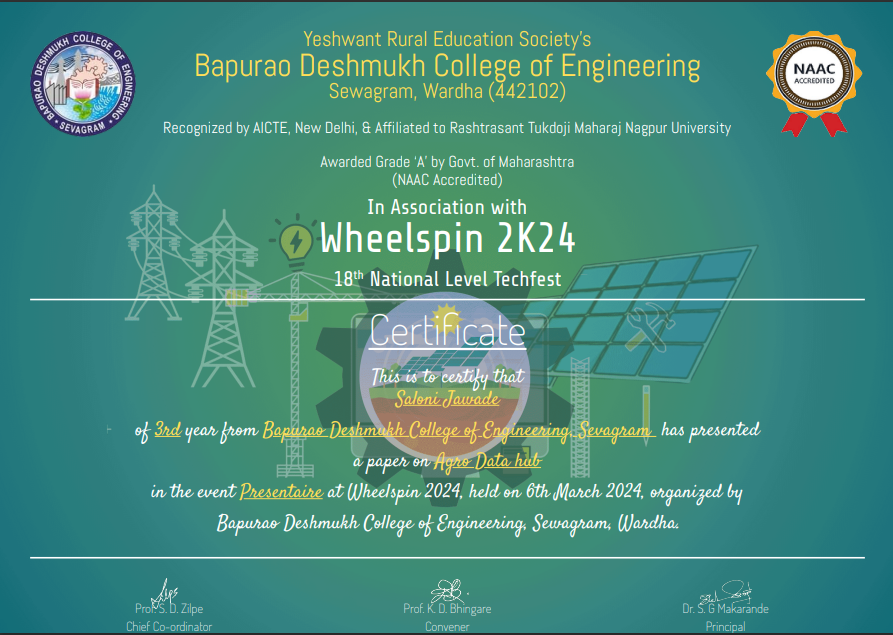 BAPURAO DESHMUKH COLLEGE OF ENGINEERING
• SEVAGRAM •
Yeshwant Rural Education Society's
Bapurao Deshmukh College of Engineering
Sewagram, Wardha (442102)
NAAC
ACCREDITED
Recognized by AICTE, New Delhi, & Affiliated to Rashtrasant Tukdoji Maharaj Nagpur University
Awarded Grade 'A' by Govt. of Maharashtra
(NAAC Accredited)
In Association with
Wheelspin 2K24
18th National Level Techfest
Certificate
This is to certify that
Saloni Jawade
of 3rd year from Bapurao Deshmukh College of Engineering, Sevagram has presented
a paper on Agro Data hub
in the event Presentaire at Wheelspin 2024, held on 6th March 2024, organized by
Bapurao Deshmukh College of Engineering, Sewagram, Wardha.
Prof. S. D. Zilpe
Chief Co-ordinator
Prof. K. D. Bhingare
Convener
Dr. S. G Makarande
Principal